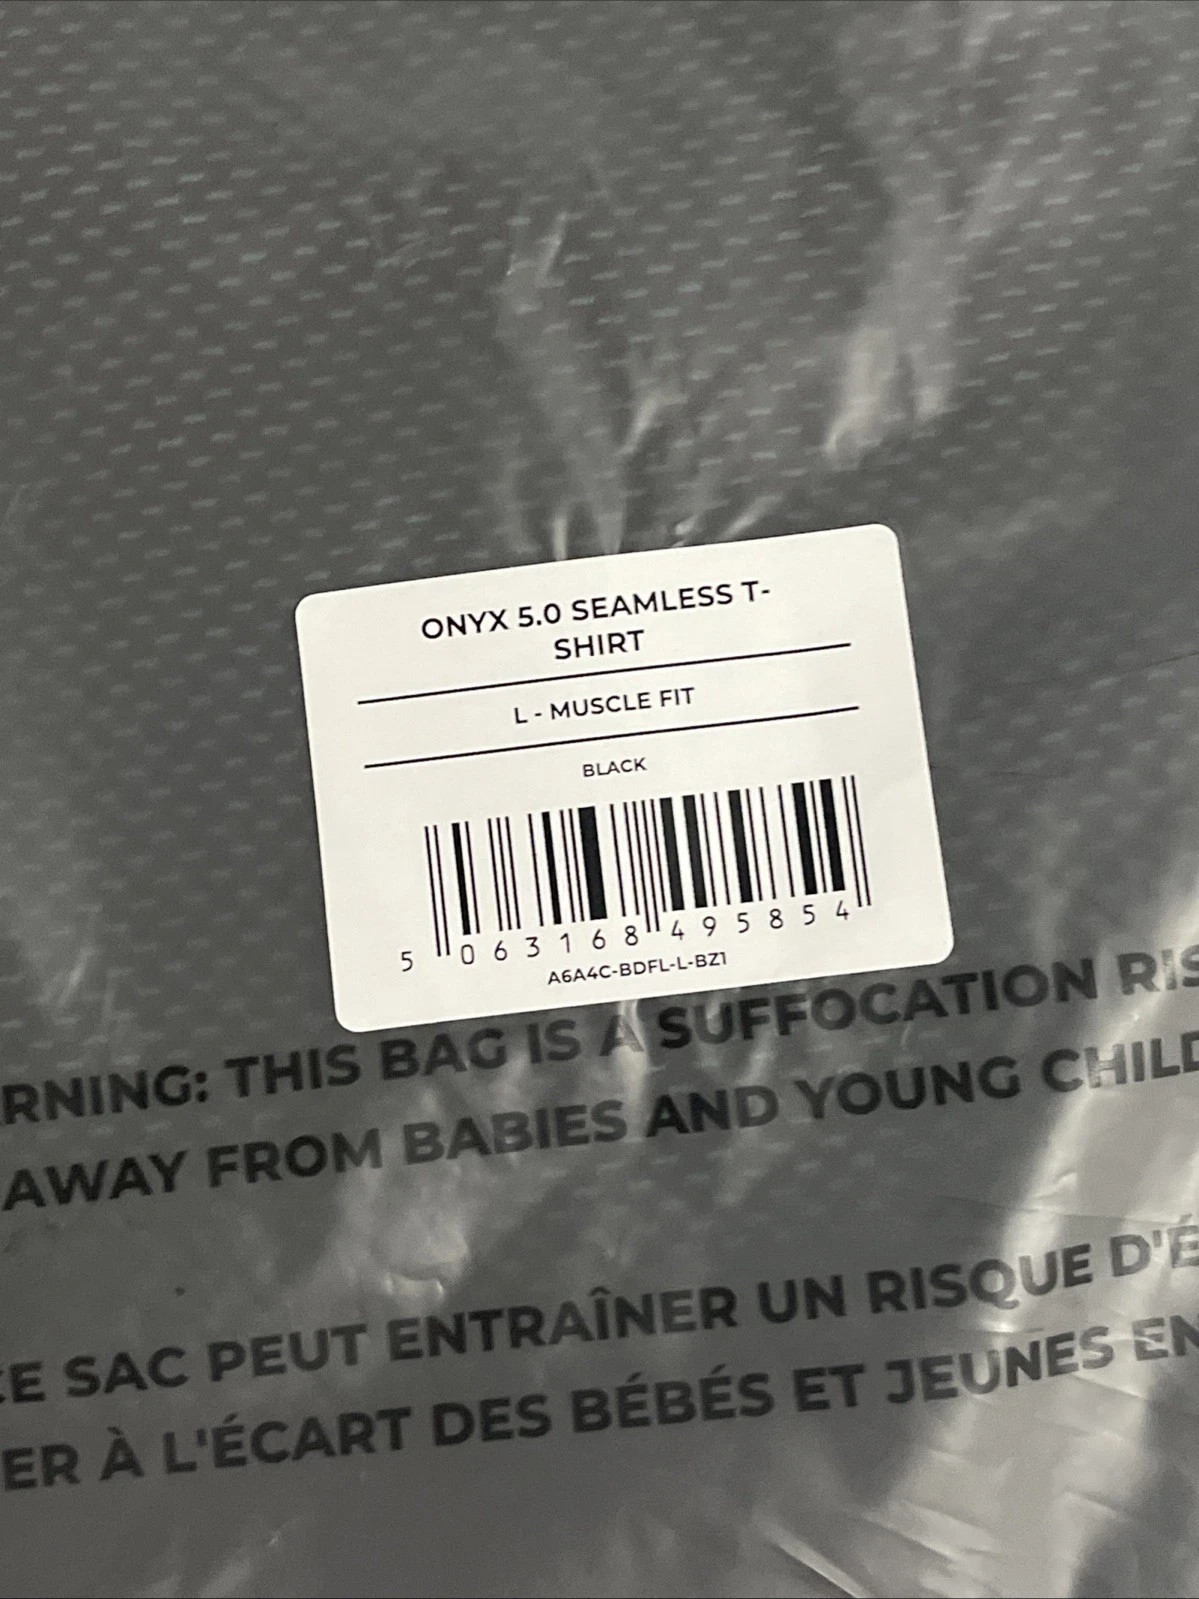 ONYX 5.0 SEAMLESS T-
SHIRT
L - MUSCLE FIT
BLACK
5 063168 495854
A6A4C-BDFL-L-BZ1
RNING: THIS BAG IS A SUFFOCATION RIS
AWAY FROM BABIES AND YOUNG CHILD
CE SAC PEUT ENTRAÎNER UN RISQUE D'É
ER À L'ÉCART DES BÉBÉS ET JEUNES EN